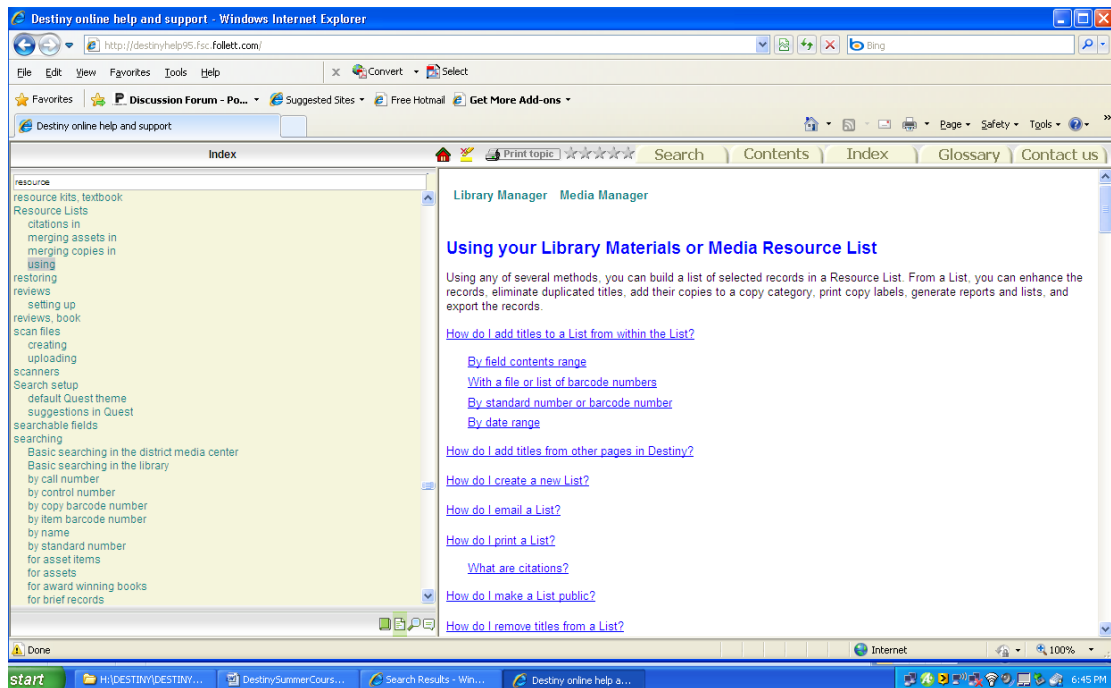 Destiny online help and support - Windows Internet Explorer
http://destinyhelp95.fsc.follett.com/
Bing
File Edit View Favorites Tools Help
x Convert Select
Favorites Discussion Forum - Po... Suggested Sites Free Hotmail Get More Add-ons
Destiny online help and support
Page Safety Tools »
Index
Print topic Search Contents Index Glossary Contact us
resource
resource kits, textbook
Resource Lists
citations in
merging assets in
merging copies in
using
restoring
reviews
setting up
reviews, book
scan files
creating
uploading
scanners
Search setup
default Quest theme
suggestions in Quest
searchable fields
searching
Basic searching in the district media center
Basic searching in the library
by call number
by control number
by copy barcode number
by item barcode number
by name
by standard number
for asset items
for assets
for award winning books
for brief records
Library Manager Media Manager
Using your Library Materials or Media Resource List
Using any of several methods, you can build a list of selected records in a Resource List. From a List, you can enhance the
records, eliminate duplicated titles, add their copies to a copy category, print copy labels, generate reports and lists, and
export the records.
How do I add titles to a List from within the List?
By field contents range
With a file or list of barcode numbers
By standard number or barcode number
By date range
How do I add titles from other pages in Destiny?
How do I create a new List?
How do I email a List?
How do I print a List?
What are citations?
How do I make a List public?
How do I remove titles from a List?
Done Internet 100%
start H:\DESTINY\DESTINY... DestinySummerCours... Search Results - Win... Destiny online help a... 6:45 PM